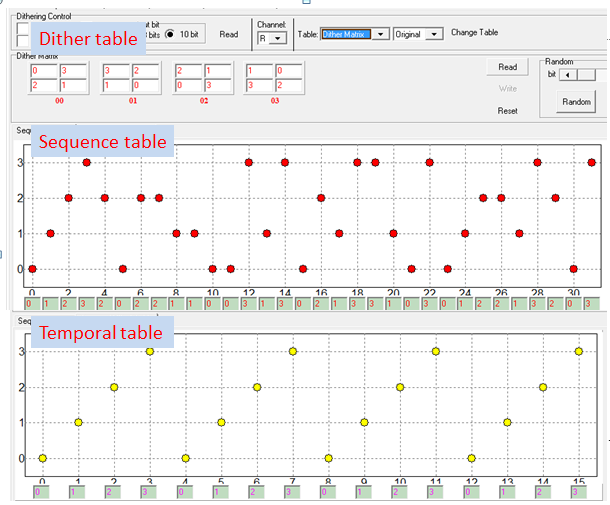 Dithering Control
Dither table
bit
bits 10 bit Read
Channel:
R
Table: Dither Matrix Original Change Table
Dither Matrix
0 3 3 2 2 1 1 0
2 1 1 0 0 3 3 2
00 01 02 03
Read
Write
Reset
Random
bit
Random
Sequence table
3
2
1
0
0 2 4 6 8 10 12 14 16 18 20 22 24 26 28 30
0 1 2 3 2 0 2 2 1 1 0 0 3 1 3 0 2 1 3 3 1 0 3 0 1 2 2 1 3 2 0 3
Temporal table
3
2
1
0
0 1 2 3 4 5 6 7 8 9 10 11 12 13 14 15
0 1 2 3 0 1 2 3 0 1 2 3 0 1 2 3